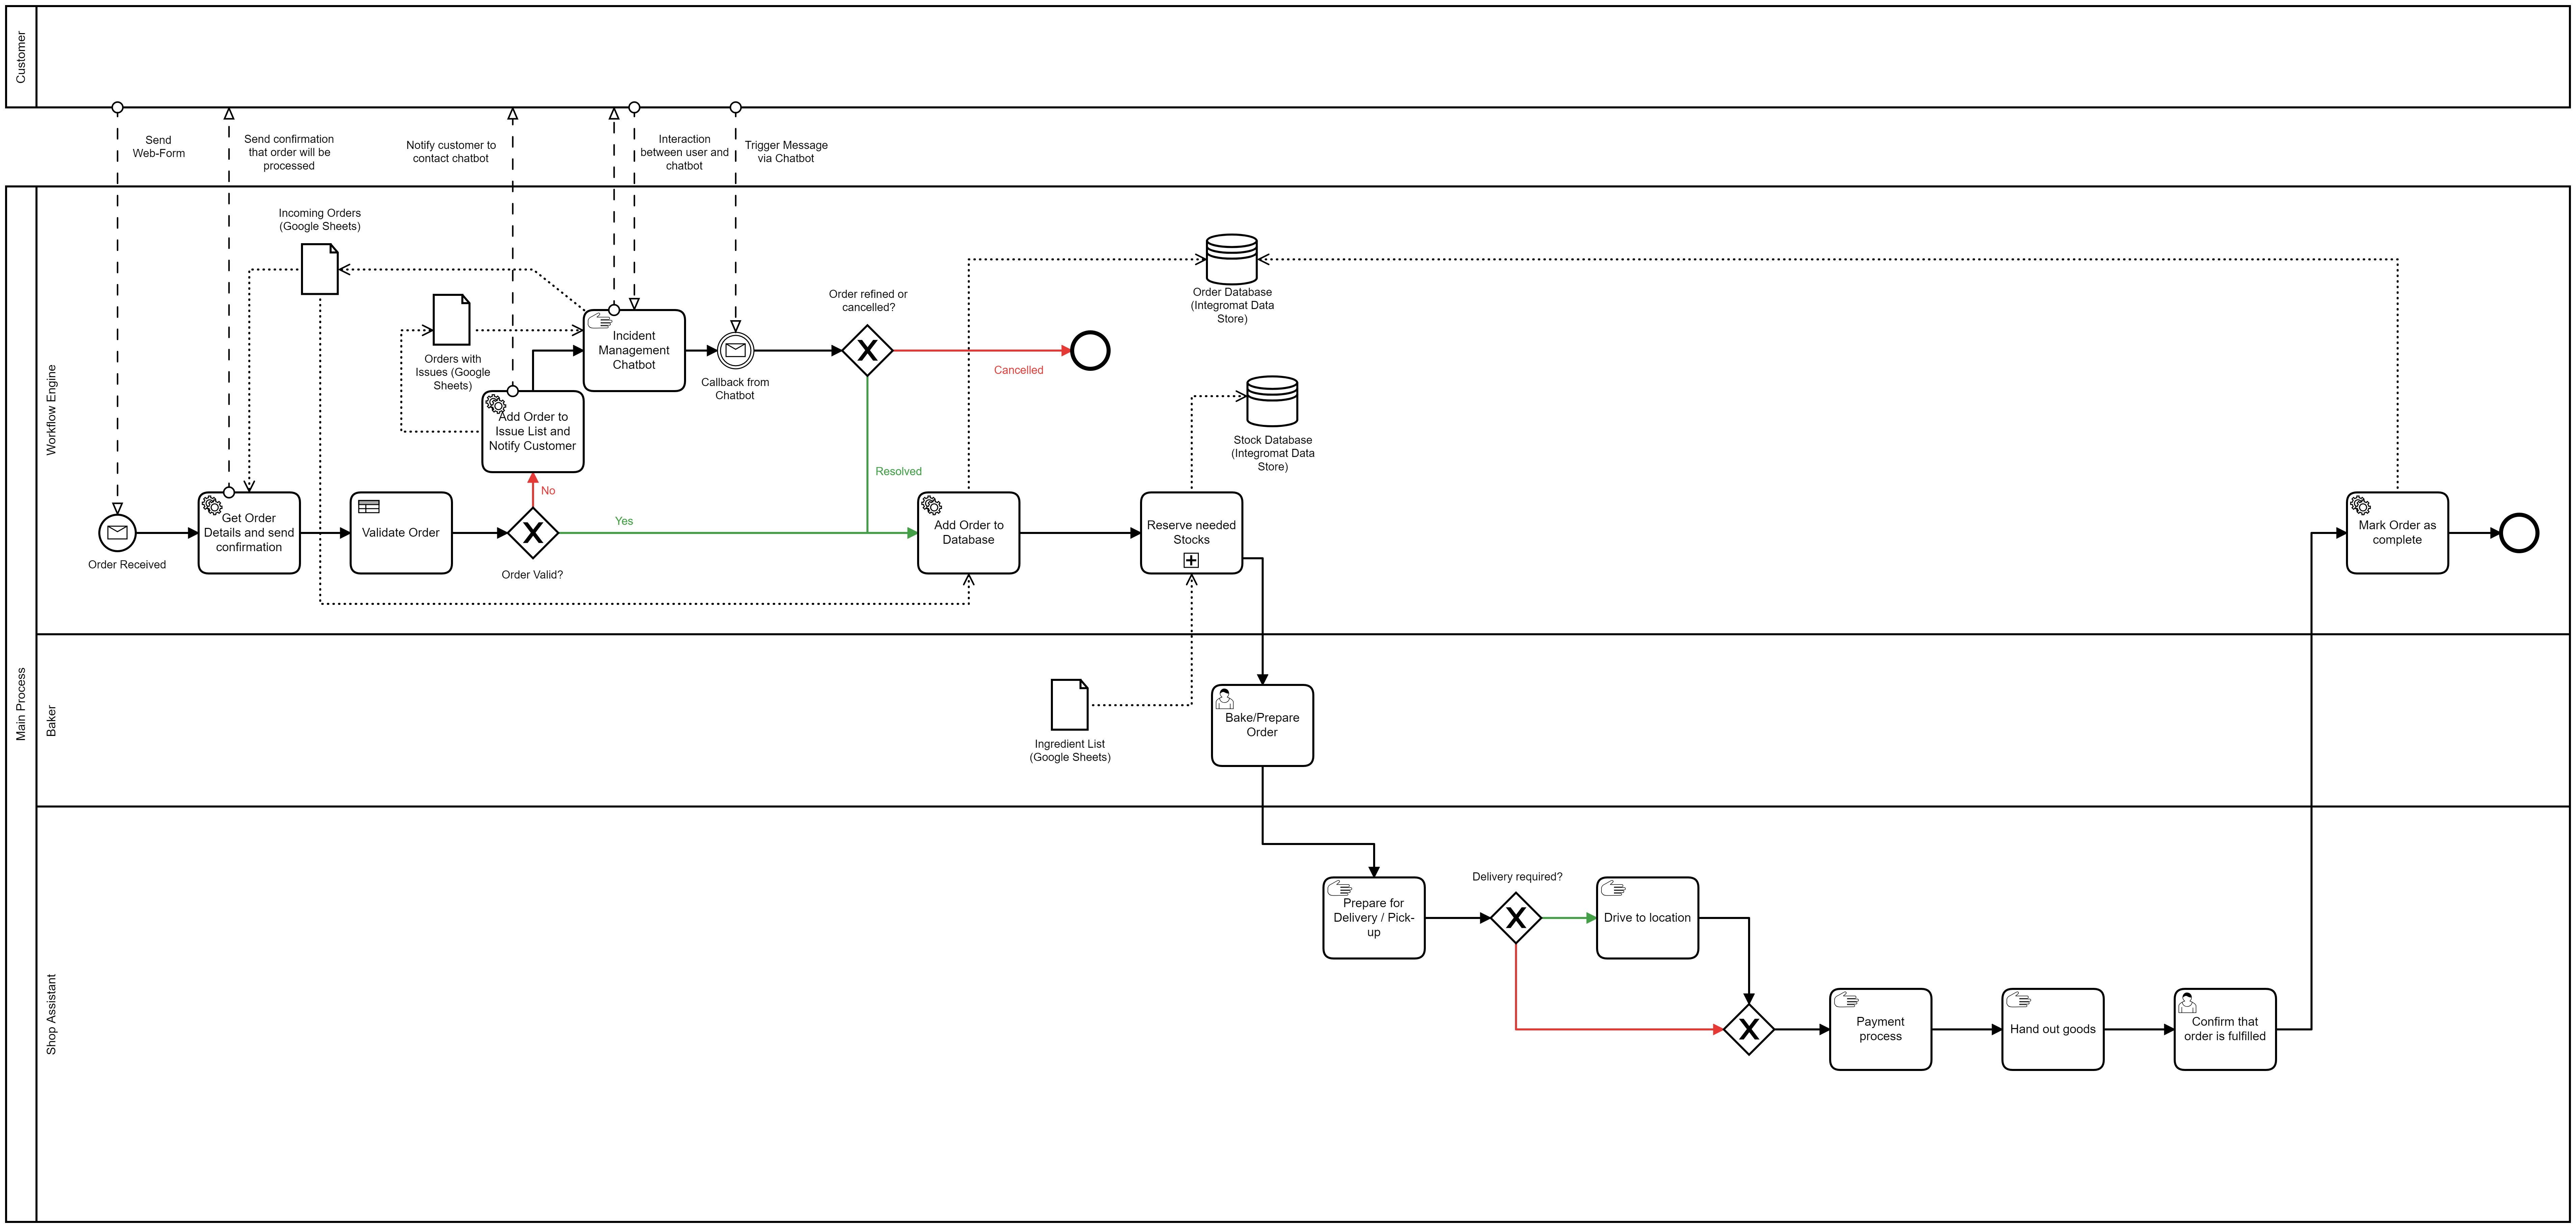 Customer
Send
Web-Form
Send confirmation
that order will be
processed
Notify customer to
contact chatbot
Interaction
between user and
chatbot
Trigger Message
via Chatbot
Main Process
Workflow Engine
Incoming Orders
(Google Sheets)
Orders with
Issues (Google
Sheets)
Incident
Management
Chatbot
Callback from
Chatbot
Order refined or
cancelled?
Cancelled
Resolved
Order Database
(Integromat Data
Store)
Stock Database
(Integromat Data
Store)
Add Order to
Issue List and
Notify Customer
No
Yes
Order Received
Get Order
Details and send
confirmation
Validate Order
Order Valid?
Add Order to
Database
Reserve needed
Stocks
Mark Order as
complete
Baker
Ingredient List
(Google Sheets)
Bake/Prepare
Order
Shop Assistant
Prepare for
Delivery / Pick-
up
Delivery required?
Drive to location
Payment
process
Hand out goods
Confirm that
order is fulfilled